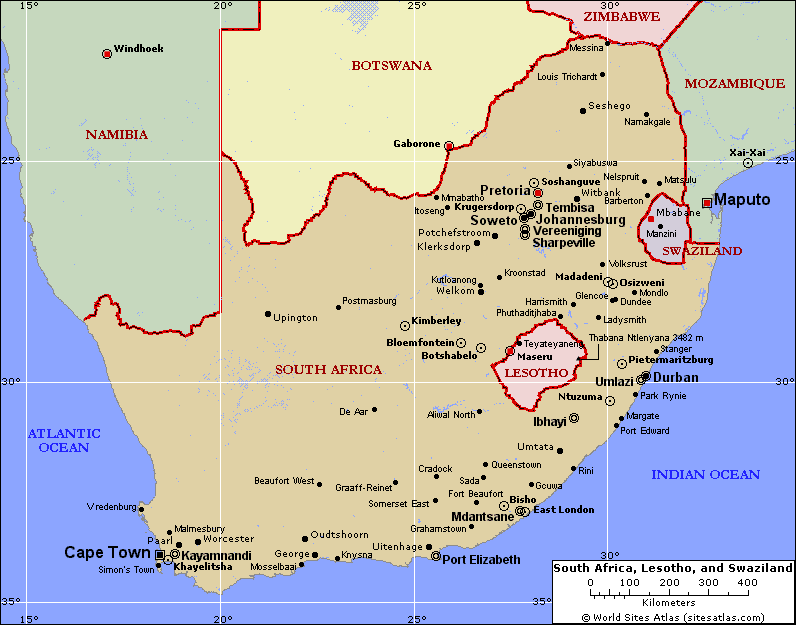 15°
20°
25°
30°
ZIMBABWE
Messina
Windhoek
BOTSWANA
Louis Trichardt
MOZAMBIQUE
Seshego
Namakgale
NAMIBIA
Gaborone
Xai-Xai
25°
25°
Siyabuswa
Nelspruit
Matsulu
Soshanguve
Pretoria
Witbank
Mmabatho
Barberton
Maputo
Itoseng
Krugersdorp
Tembisa
Mbabane
Soweto
Johannesburg
Potchefstroom
Vereeniging
Manzini
Klerksdorp
Sharpeville
SWAZILAND
Volksrust
Kutloanong
Kroonstad
Madadeni
Osizweni
Welkom
Mondlo
Postmasburg
Harrismith
Glencoe
Dundee
Upington
Phuthaditjhaba
Kimberley
Ladysmith
Bloemfontein
Teyateyaneng
Thabana Ntlenyana 3482 m
Botshabelo
Maseru
Stanger
Pietermaritzburg
SOUTH AFRICA
LESOTHO
30°
Umlazi
Durban
30°
Ntuzuma
Park Rynie
De Aar
Aliwal North
Ibhayi
Margate
Port Edward
ATLANTIC
OCEAN
Umtata
INDIAN OCEAN
Queenstown
Rini
Cradock
Beaufort West
Graaff-Reinet
Sada
Gcuwa
Fort Beaufort
Somerset East
Bisho
Vredenburg
Mdantsane
East London
Malmesbury
Grahamstown
Paarl
Worcester
Oudtshoorn
Uitenhage
Cape Town
Kayamnandi
George
Knysna
Port Elizabeth
30°
Simon's Town
Khayelitsha
Mosselbaai
South Africa, Lesotho, and Swaziland
0 100 200 300 400
Kilometers
© World Sites Atlas (sitesatlas.com)
35°
15°
20°
25°
35°